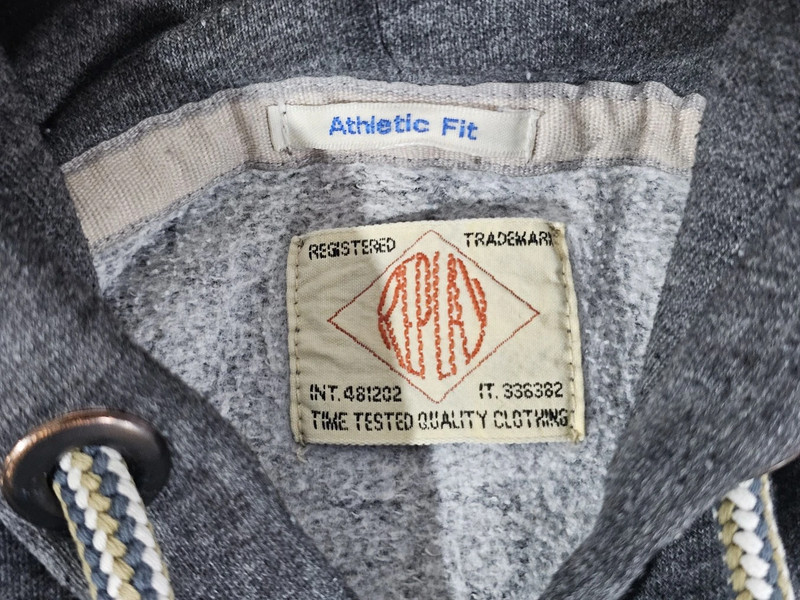 Athletic Fit
REGISTERED TRADEMARK
REPLAY
INT. 481202 IT. 336382
TIME TESTED QUALITY CLOTHING